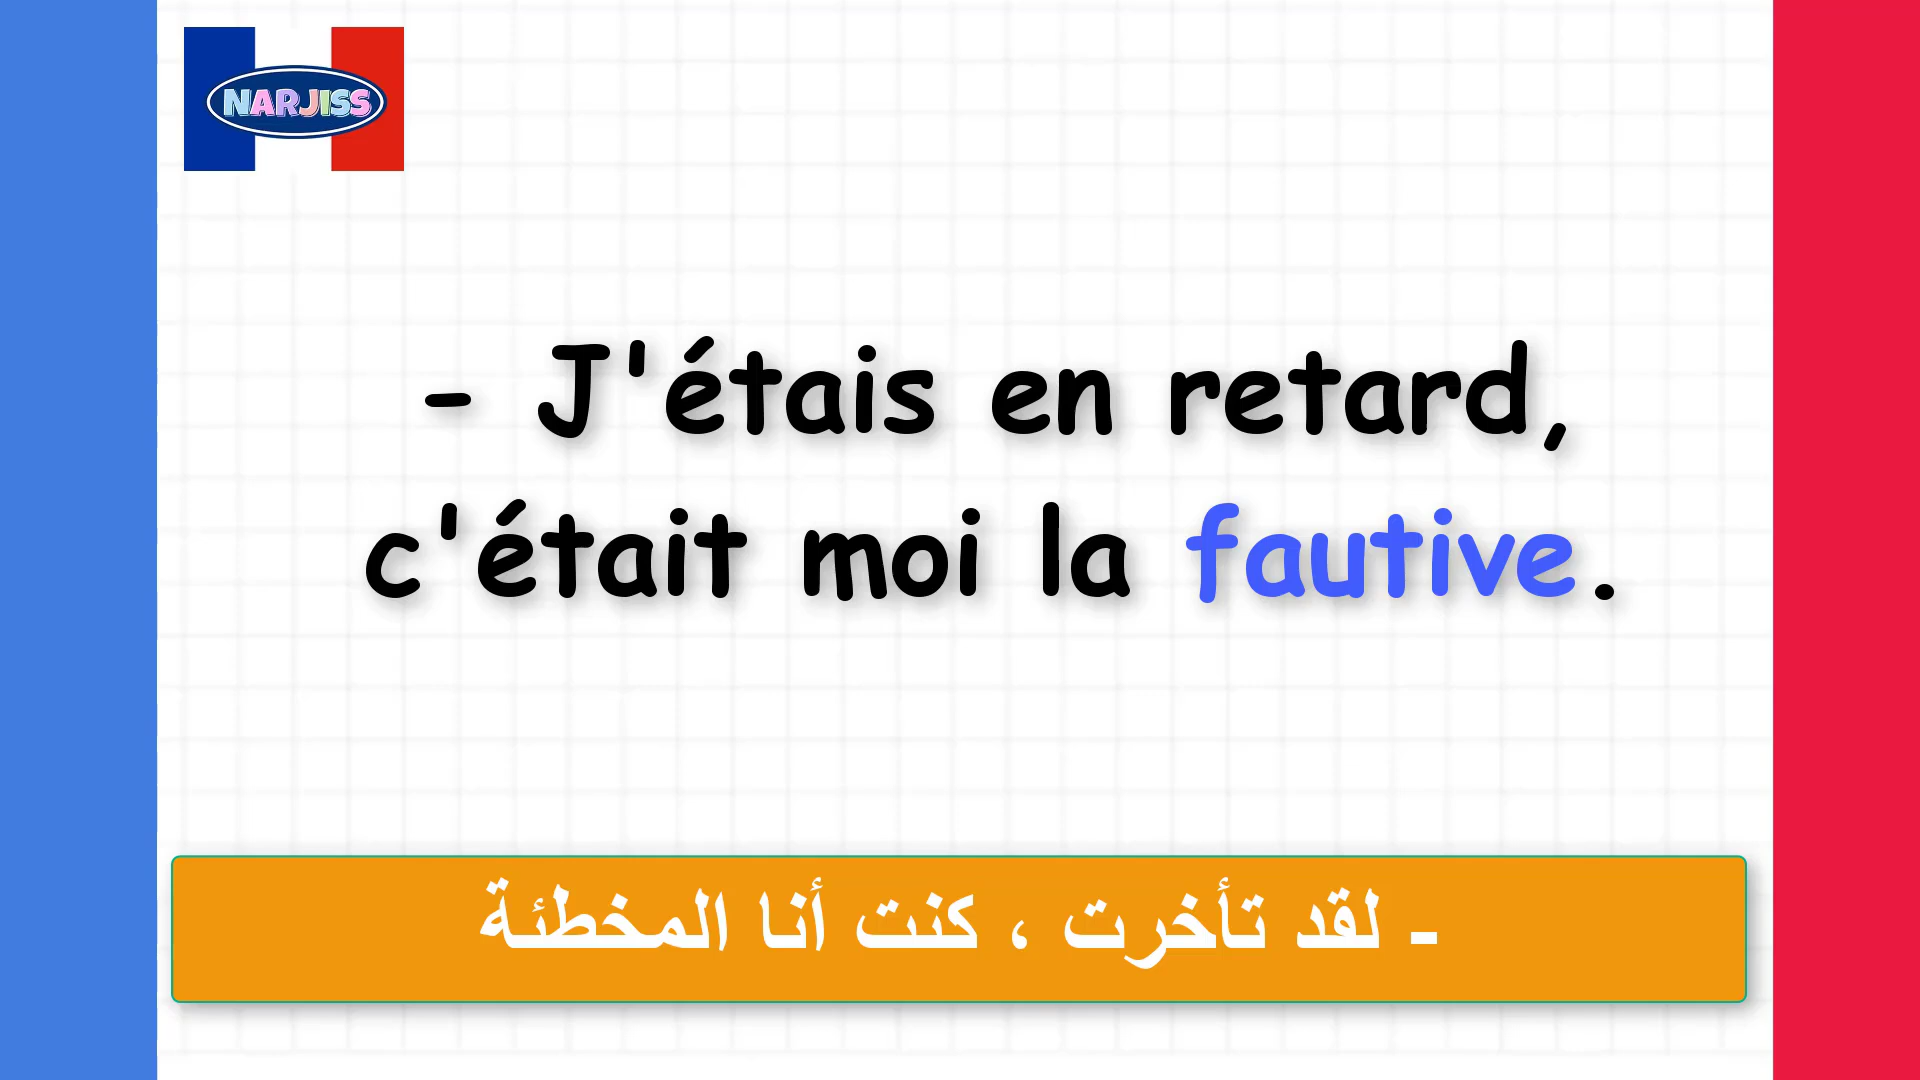 NARJISS
- J'étais en retard,
c'était moi la fautive.
- لقد تأخرت ، كنت أنا المخطئة